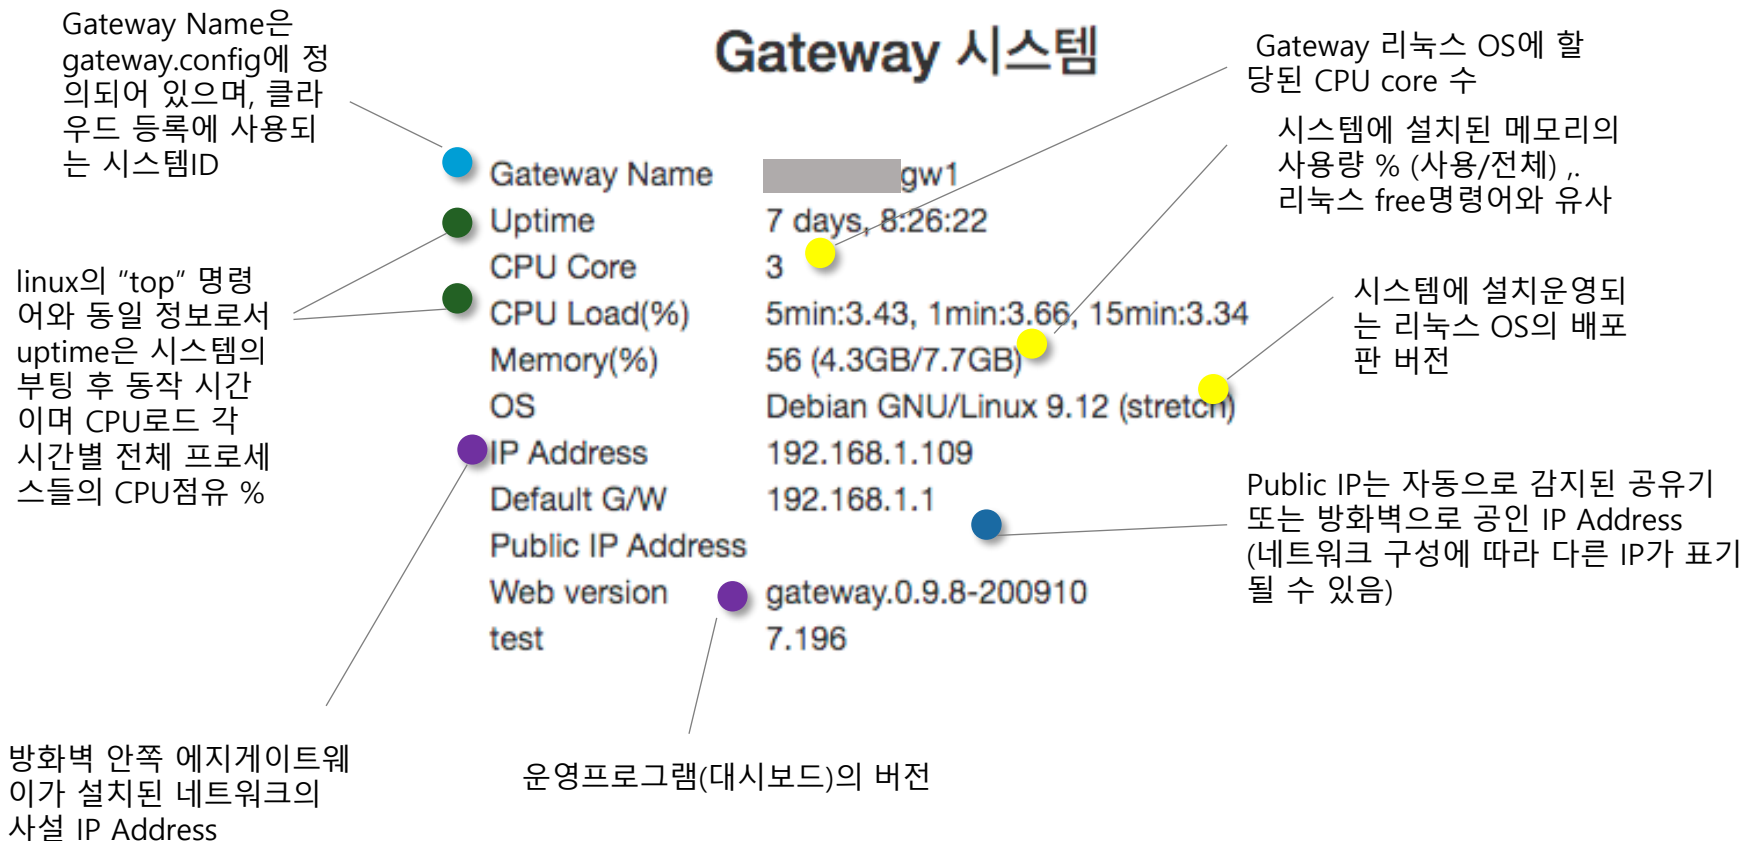 Gateway Name은
gateway.config에 정
의되어 있으며, 클라
우드 등록에 사용되
는 시스템ID
Gateway 시스템
Gateway 리눅스 OS에 할
당된 CPU core 수
시스템에 설치된 메모리의
사용량 % (사용/전체) ,.
리눅스 free명령어와 유사
linux의 “top” 명령
어와 동일 정보로서
uptime은 시스템의
부팅 후 동작 시간
이며 CPU로드 각
시간별 전체 프로세
스들의 CPU점유 %
Gateway Name gw1
Uptime 7 days, 8:26:22
CPU Core 3
CPU Load(%) 5min:3.43, 1min:3.66, 15min:3.34
Memory(%) 56 (4.3GB/7.7GB)
OS Debian GNU/Linux 9.12 (stretch)
IP Address 192.168.1.109
Default G/W 192.168.1.1
Public IP Address
Web version gateway.0.9.8-200910
test 7.196
시스템에 설치운영되
는 리눅스 OS의 배포
판 버전
Public IP는 자동으로 감지된 공유기
또는 방화벽으로 공인 IP Address
(네트워크 구성에 따라 다른 IP가 표기
될 수 있음)
방화벽 안쪽 에지게이트웨
이가 설치된 네트워크의
사설 IP Address
운영프로그램(대시보드)의 버전